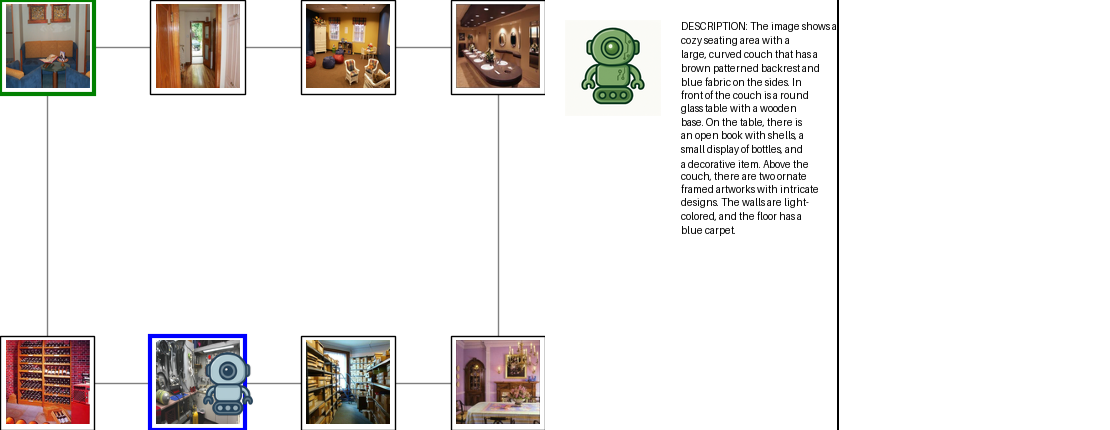 DESCRIPTION: The image shows a
cozy seating area with a
large, curved couch that has a
brown patterned backrest and
blue fabric on the sides. In
front of the couch is a round
glass table with a wooden
base. On the table, there is
an open book with shells, a
small display of bottles, and
a decorative item. Above the
couch, there are two ornate
framed artworks with intricate
designs. The walls are light-
colored, and the floor has a
blue carpet.